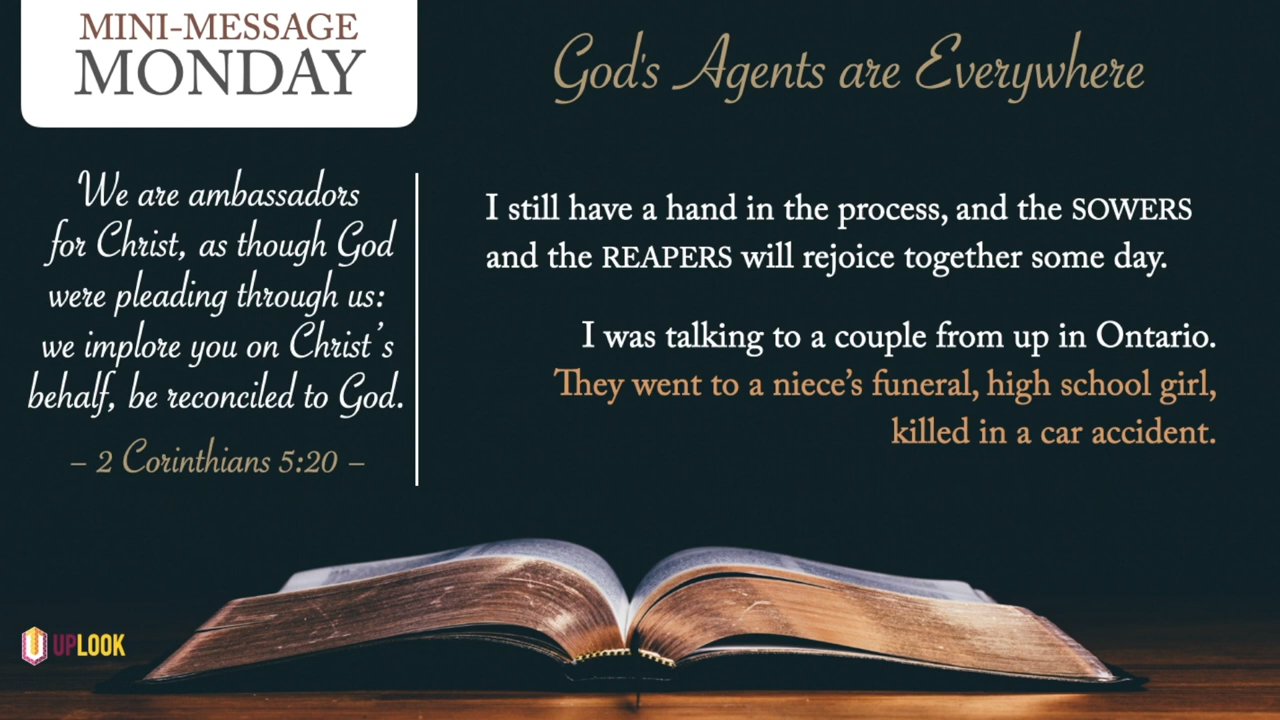 MINI-MESSAGE
MONDAY
God's Agents are Everywhere
We are ambassadors
for Christ, as though God
were pleading through us:
we implore you on Christ’s
behalf, be reconciled to God.
– 2 Corinthians 5:20 –
I still have a hand in the process, and the SOWERS
and the REAPERS will rejoice together some day.
I was talking to a couple from up in Ontario.
They went to a niece’s funeral, high school girl,
killed in a car accident.
UPLOOK